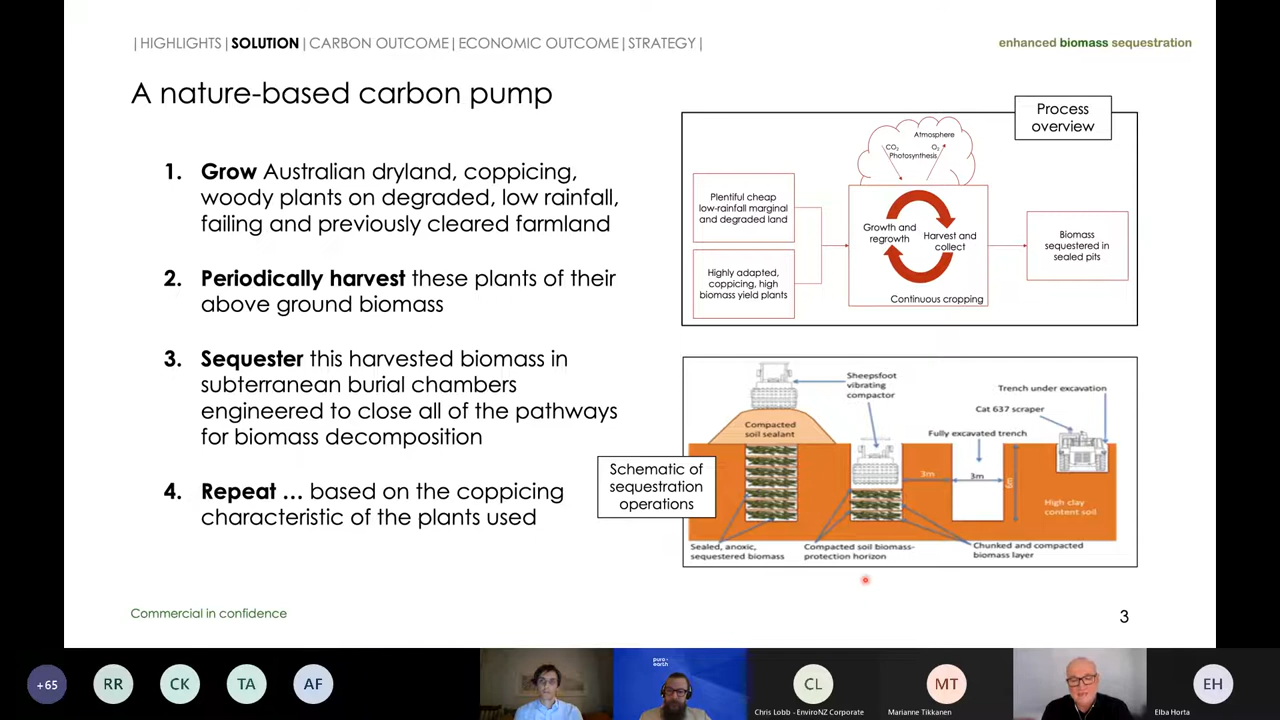 |HIGHLIGHTS|SOLUTION|CARBON OUTCOME|ECONOMIC OUTCOME|STRATEGY|
enhanced biomass sequestration
A nature-based carbon pump
1. Grow Australian dryland, coppicing,
woody plants on degraded, low rainfall,
failing and previously cleared farmland
2. Periodically harvest these plants of their
above ground biomass
3. Sequester this harvested biomass in
subterranean burial chambers
engineered to close all of the pathways
for biomass decomposition
4. Repeat … based on the coppicing
characteristic of the plants used
Process
overview
Atmosphere
CO₂
O₂
Photosynthesis
Plentiful cheap
low-rainfall marginal
and degraded land
Highly adapted,
coppicing, high
biomass yield plants
Growth and
regrowth
Harvest and
collect
Continuous cropping
Biomass
sequestered in
sealed pits
Schematic of
sequestration
operations
Sheepsfoot
vibrating
compactor
Trench under excavation
Cat 637 scraper
Fully excavated trench
Compacted
soil sealant
3m
3m
6m
High clay
content soil
Sealed, anoxic,
sequestered biomass
Compacted soil biomass-
protection horizon
Chunked and compacted
biomass layer
Commercial in confidence
3
+65
RR
CK
TA
AF
puro·
earth
CL
Chris Lobb - EnviroNZ Corporate
MT
Marianne Tikkanen
EH
Elba Horta